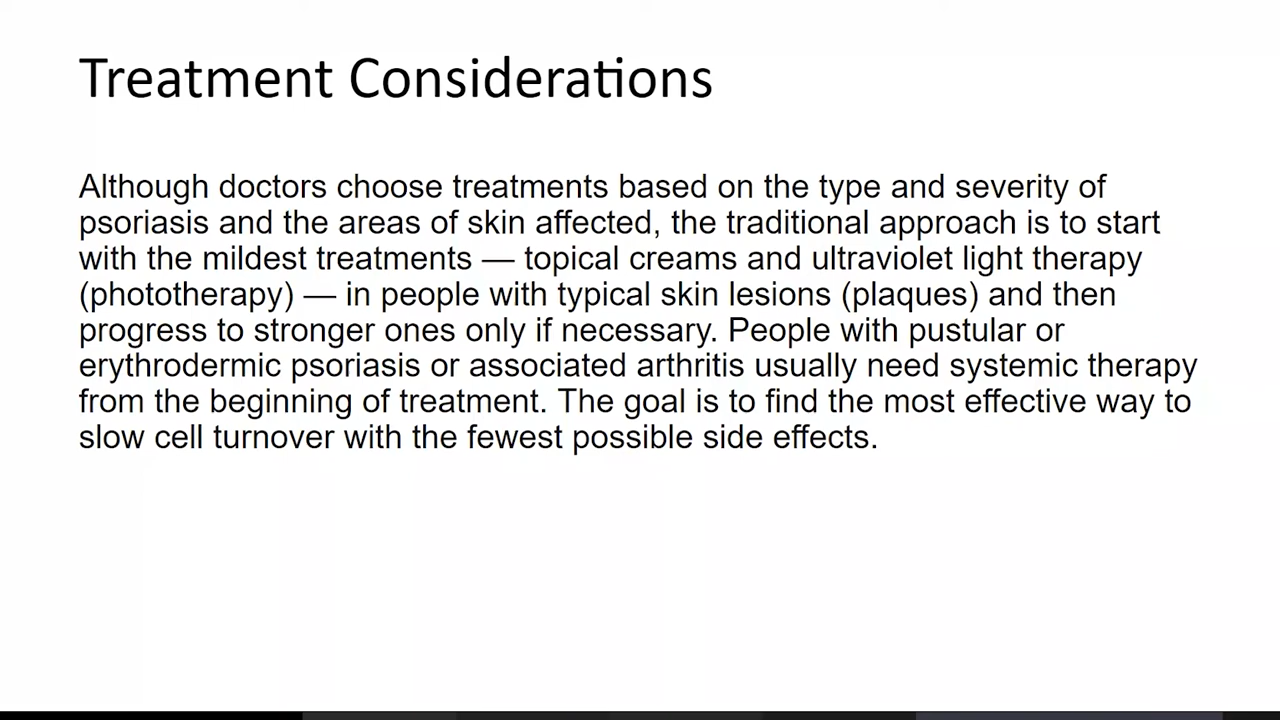 Treatment Considerations
Although doctors choose treatments based on the type and severity of
psoriasis and the areas of skin affected, the traditional approach is to start
with the mildest treatments — topical creams and ultraviolet light therapy
(phototherapy) — in people with typical skin lesions (plaques) and then
progress to stronger ones only if necessary. People with pustular or
erythrodermic psoriasis or associated arthritis usually need systemic therapy
from the beginning of treatment. The goal is to find the most effective way to
slow cell turnover with the fewest possible side effects.